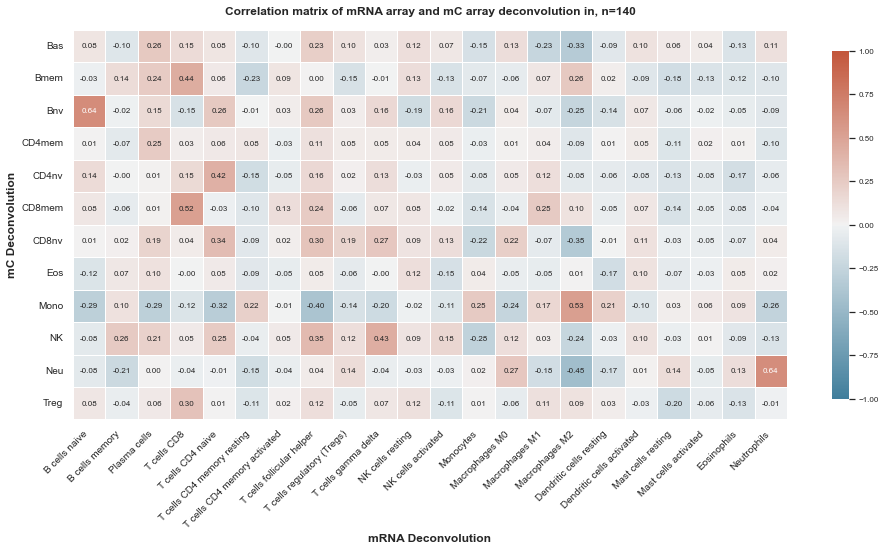 Correlation matrix of mRNA array and mC array deconvolution in, n=140
mC Deconvolution
Bas 0.08 -0.10 0.26 0.15 0.08 -0.10 -0.00 0.23 0.10 0.03 0.12 0.07 -0.15 0.13 -0.23 -0.33 -0.09 0.10 0.06 0.04 -0.13 0.11
Bmem -0.03 0.14 0.24 0.44 0.06 -0.23 0.09 0.00 -0.15 -0.01 0.13 -0.13 -0.07 -0.06 0.07 0.26 0.02 -0.09 -0.18 -0.13 -0.12 -0.10
Bnv 0.64 -0.02 0.15 -0.15 0.26 -0.01 0.03 0.26 0.03 0.16 -0.19 0.16 -0.21 0.04 -0.07 -0.25 -0.14 0.07 -0.06 -0.02 -0.05 -0.09
CD4mem 0.01 -0.07 0.25 0.03 0.06 0.08 -0.03 0.11 0.05 0.05 0.04 0.05 -0.03 0.01 0.04 -0.09 0.01 0.05 -0.11 0.02 0.01 -0.10
CD4nv 0.14 -0.00 0.01 0.15 0.42 -0.18 -0.05 0.16 0.02 0.13 -0.03 0.05 -0.08 0.05 0.12 -0.08 -0.06 -0.08 -0.13 -0.08 -0.17 -0.06
CD8mem 0.08 -0.06 0.01 0.52 -0.03 -0.10 0.13 0.24 -0.06 0.07 0.08 -0.02 -0.14 -0.04 0.25 0.10 -0.05 0.07 -0.14 -0.05 -0.08 -0.04
CD8nv 0.01 0.02 0.19 0.04 0.34 -0.09 0.02 0.30 0.19 0.27 0.09 0.13 -0.22 0.22 -0.07 -0.35 -0.01 0.11 -0.03 -0.05 -0.07 0.04
Eos -0.12 0.07 0.10 -0.00 0.05 -0.09 -0.05 0.05 -0.06 -0.00 0.12 -0.15 0.04 -0.05 -0.05 0.01 -0.17 0.10 -0.07 -0.03 0.05 0.02
Mono -0.29 0.10 -0.29 -0.12 -0.32 0.22 -0.01 -0.40 -0.14 -0.20 -0.02 -0.11 0.25 -0.24 0.17 0.53 0.21 -0.10 0.03 0.06 0.09 -0.26
NK -0.08 0.26 0.21 0.05 0.25 -0.04 0.05 0.35 0.12 0.43 0.09 0.18 -0.28 0.12 0.03 -0.24 -0.03 0.10 -0.03 0.01 -0.09 -0.13
Neu -0.08 -0.21 0.00 -0.04 -0.01 -0.18 -0.04 0.04 0.14 -0.04 -0.03 -0.03 0.02 0.27 -0.18 -0.45 -0.17 0.01 0.14 -0.05 0.13 0.64
Treg 0.08 -0.04 0.06 0.30 0.01 -0.11 0.02 0.12 -0.05 0.07 0.12 -0.11 0.01 -0.06 0.11 0.09 0.03 -0.03 -0.20 -0.06 -0.13 -0.01
B cells naive
B cells memory
Plasma cells
T cells CD8
T cells CD4 naive
T cells CD4 memory resting
T cells CD4 memory activated
T cells follicular helper
T cells regulatory (Tregs)
T cells gamma delta
NK cells resting
NK cells activated
Monocytes
Macrophages M0
Macrophages M1
Macrophages M2
Dendritic cells resting
Dendritic cells activated
Mast cells resting
Mast cells activated
Eosinophils
Neutrophils
mRNA Deconvolution
1.00
0.75
0.50
0.25
0.00
−0.25
−0.50
−0.75
−1.00